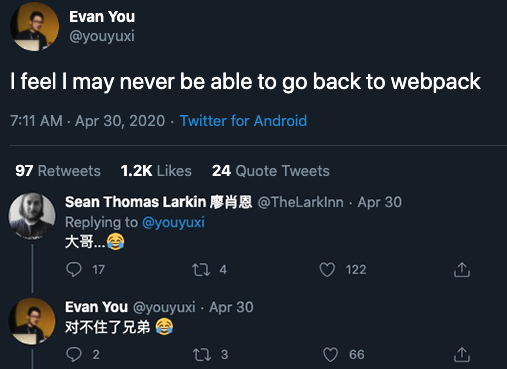 Evan You
@youyuxi
I feel I may never be able to go back to webpack
7:11 AM · Apr 30, 2020 · Twitter for Android
97 Retweets 1.2K Likes 24 Quote Tweets
Sean Thomas Larkin 廖肖恩 @TheLarkInn · Apr 30
Replying to @youyuxi
大哥...😂
17 4 122
Evan You @youyuxi · Apr 30
对不住了兄弟 😂
2 3 66